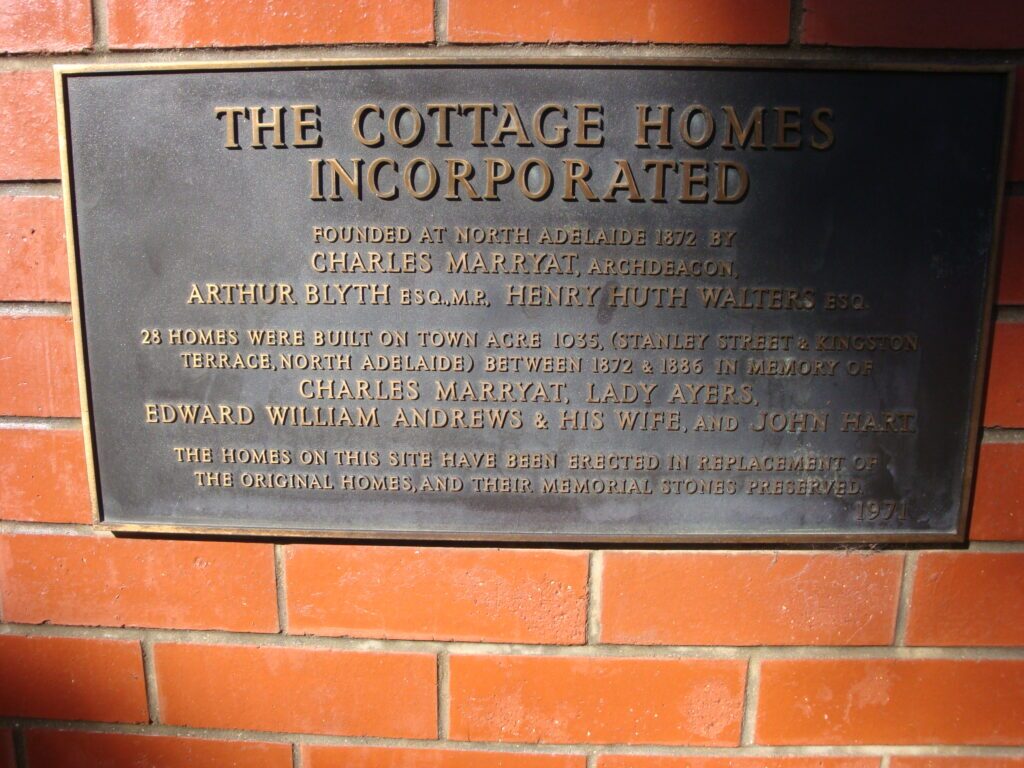 THE COTTAGE HOMES
INCORPORATED
FOUNDED AT NORTH ADELAIDE 1872 BY
CHARLES MARRYAT, ARCHDEACON,
ARTHUR BLYTH ESQ., M.P., HENRY HUTH WALTERS ESQ.
28 HOMES WERE BUILT ON TOWN ACRE 1035, (STANLEY STREET & KINGSTON
TERRACE, NORTH ADELAIDE) BETWEEN 1872 & 1886 IN MEMORY OF
CHARLES MARRYAT, LADY AYERS,
EDWARD WILLIAM ANDREWS & HIS WIFE, AND JOHN HART.
THE HOMES ON THIS SITE HAVE BEEN ERECTED IN REPLACEMENT OF
THE ORIGINAL HOMES, AND THEIR MEMORIAL STONES PRESERVED.
1971